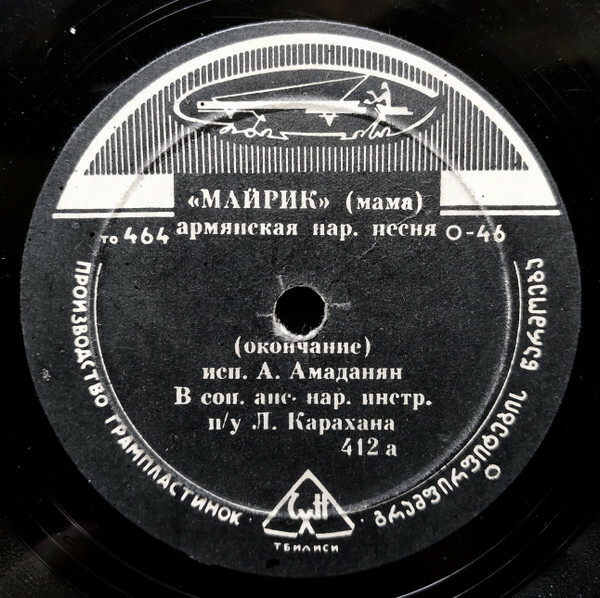 «МАЙРИК» (мама)
то 464 армянская нар. песня О-46
(окончание)
исп. А. Амаданян
В соп. анс. нар. инстр.
п/у Л. Карахана
412 а
ПРОИЗВОДСТВО ГРАМПЛАСТИНОК
ТБИЛИСИ